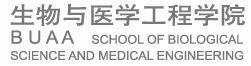 生物与医学工程学院
BUAA SCHOOL OF BIOLOGICAL
SCIENCE AND MEDICAL ENGINEERING